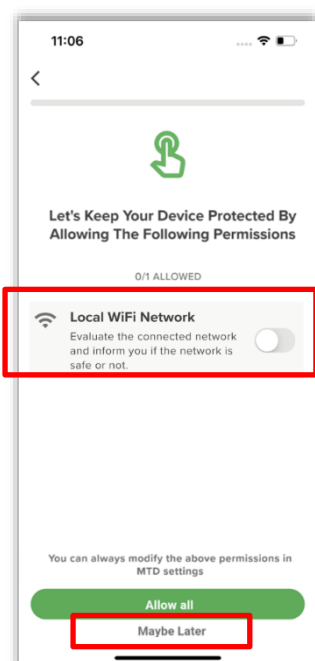 11:06
Let's Keep Your Device Protected By
Allowing The Following Permissions
0/1 ALLOWED
Local WiFi Network
Evaluate the connected network
and inform you if the network is
safe or not.
You can always modify the above permissions in
MTD settings
Allow all
Maybe Later